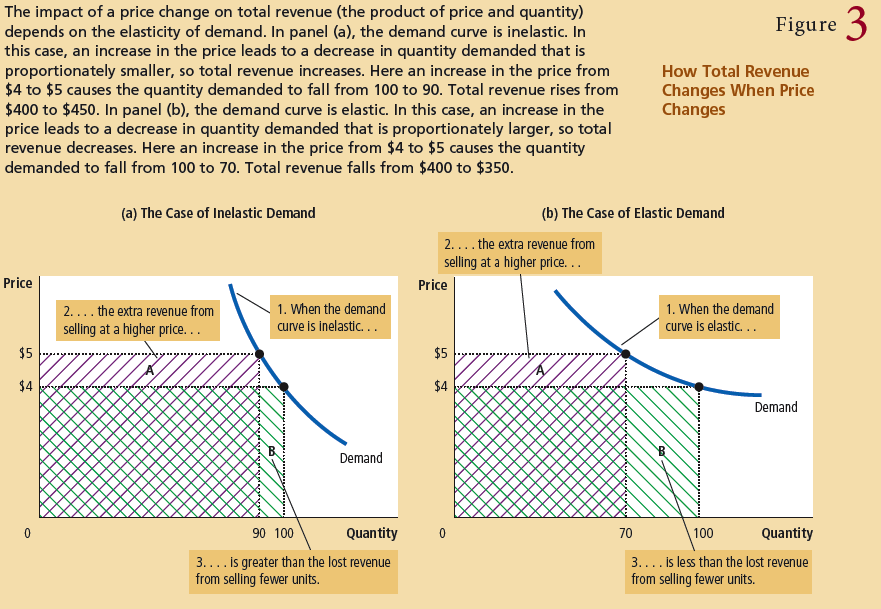 The impact of a price change on total revenue (the product of price and quantity)
depends on the elasticity of demand. In panel (a), the demand curve is inelastic. In
this case, an increase in the price leads to a decrease in quantity demanded that is
proportionately smaller, so total revenue increases. Here an increase in the price from
$4 to $5 causes the quantity demanded to fall from 100 to 90. Total revenue rises from
$400 to $450. In panel (b), the demand curve is elastic. In this case, an increase in the
price leads to a decrease in quantity demanded that is proportionately larger, so total
revenue decreases. Here an increase in the price from $4 to $5 causes the quantity
demanded to fall from 100 to 70. Total revenue falls from $400 to $350.
Figure 3
How Total Revenue
Changes When Price
Changes
(a) The Case of Inelastic Demand
Price
2. . . . the extra revenue from
selling at a higher price. . .
1. When the demand
curve is inelastic. . .
$5
A
$4
B
Demand
0
90 100
Quantity
3. . . . is greater than the lost revenue
from selling fewer units.
(b) The Case of Elastic Demand
2. . . . the extra revenue from
selling at a higher price. . .
Price
1. When the demand
curve is elastic. . .
$5
A
$4
Demand
B
0
70
100
Quantity
3. . . . is less than the lost revenue
from selling fewer units.